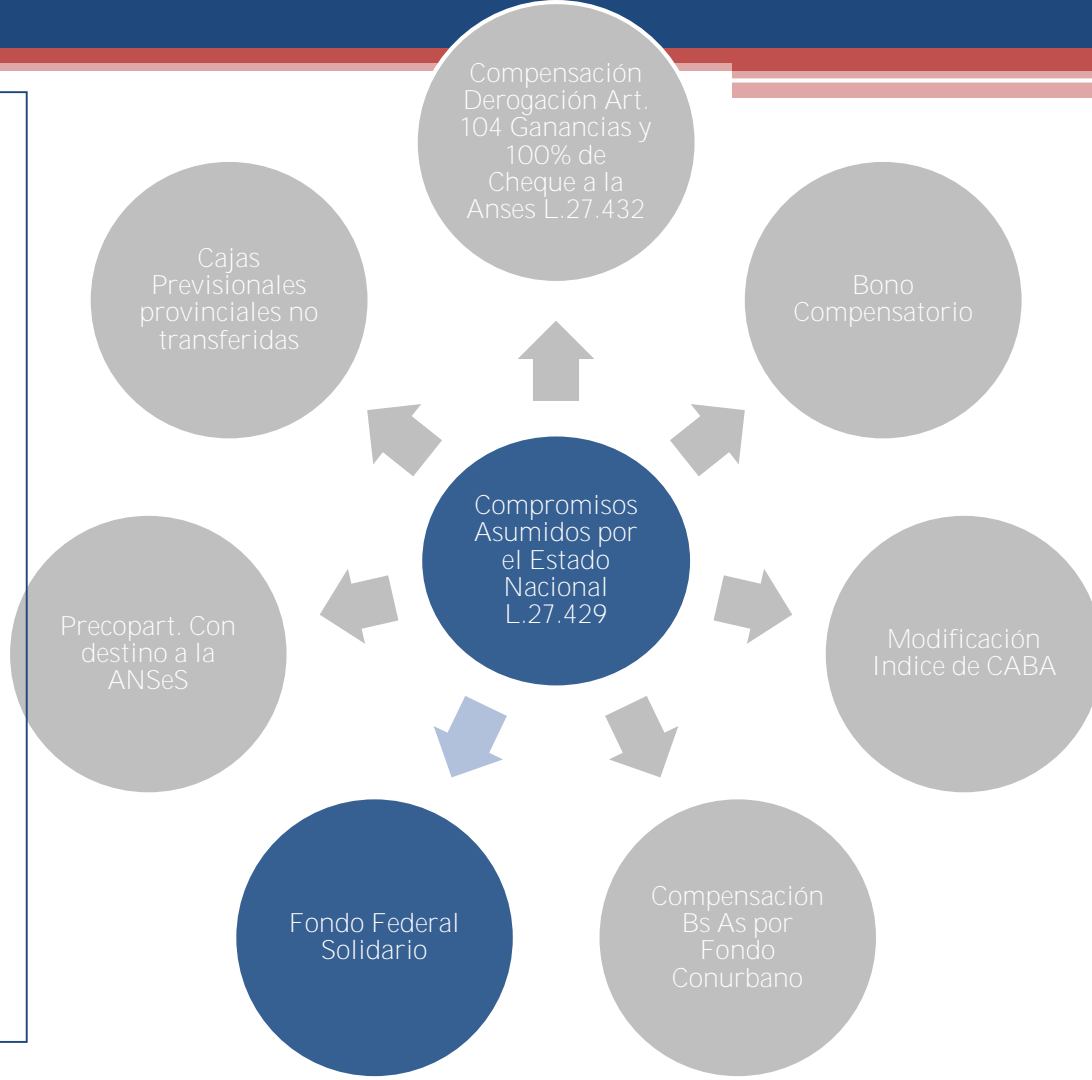 Compensación
Derogación Art.
104 Ganancias y
100% de
Cheque a la
Anses L.27.432
Cajas
Previsionales
provinciales no
transferidas
Bono
Compensatorio
Compromisos
Asumidos por
el Estado
Nacional
L.27.429
Precopart. Con
destino a la
ANSeS
Modificación
Indice de CABA
Fondo Federal
Solidario
Compensación
Bs As por
Fondo
Conurbano